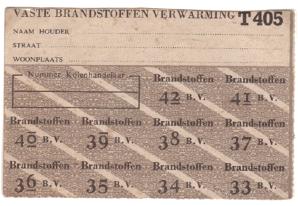 VASTE BRANDSTOFFEN VERWARMING T405
NAAM HOUDER
STRAAT
WOONPLAATS
Nummer Kolenhandelaar
Brandstoffen Brandstoffen
42 B.V. 41 B.V.
Brandstoffen Brandstoffen Brandstoffen Brandstoffen
40 B.V. 39 B.V. 38 B.V. 37 B.V.
Brandstoffen Brandstoffen Brandstoffen Brandstoffen
36 B.V. 35 B.V. 34 B.V. 33 B.V.